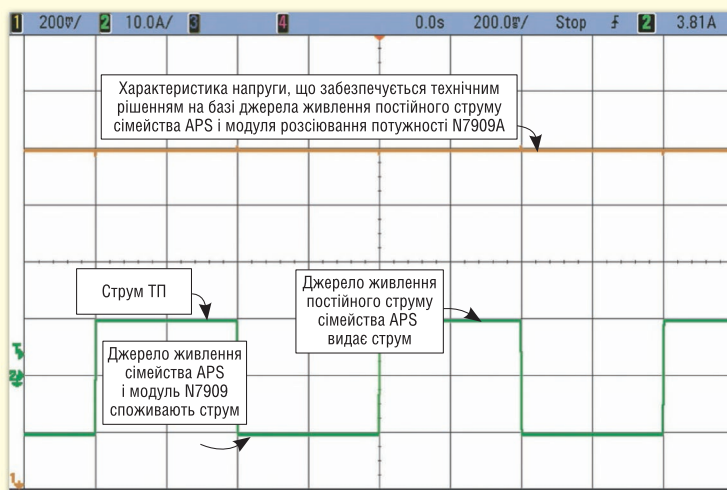 1 200mV/ 2 10.0A/ 3 4 0.0s 200.0ms/ Stop 2 3.81A
Характеристика напруги, що забезпечується технічним
рішенням на базі джерела живлення постійного струму
сімейства APS і модуля розсіювання потужності N7909A
Струм ТП
Джерело живлення
постійного струму
сімейства APS
видає струм
Джерело живлення
сімейства APS
і модуль N7909
споживають струм
T
2
1